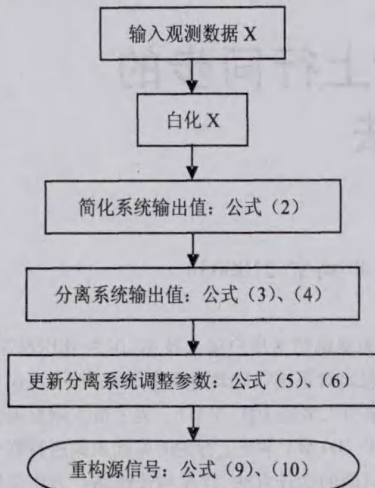 输入观测数据 X
白化 X
简化系统输出值：公式（2）
分离系统输出值：公式（3）、（4）
更新分离系统调整参数：公式（5）、（6）
重构源信号：公式（9）、（10）